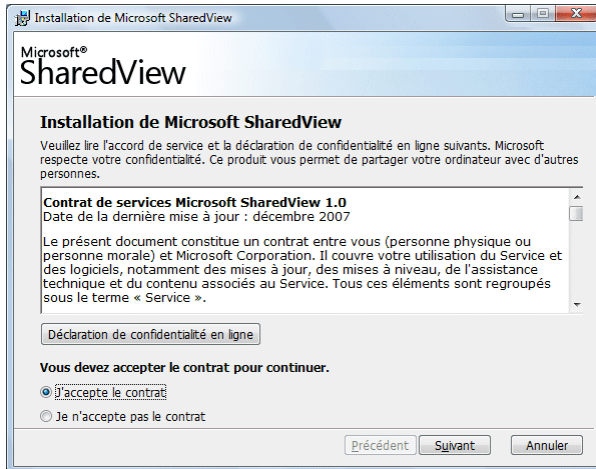 Installation de Microsoft SharedView
Microsoft®
SharedView
Installation de Microsoft SharedView
Veuillez lire l'accord de service et la déclaration de confidentialité en ligne suivants. Microsoft
respecte votre confidentialité. Ce produit vous permet de partager votre ordinateur avec d'autres
personnes.
Contrat de services Microsoft SharedView 1.0
Date de la dernière mise à jour : décembre 2007
Le présent document constitue un contrat entre vous (personne physique ou
personne morale) et Microsoft Corporation. Il couvre votre utilisation du Service et
des logiciels, notamment des mises à jour, des mises à niveau, de l'assistance
technique et du contenu associés au Service. Tous ces éléments sont regroupés
sous le terme « Service ».
Déclaration de confidentialité en ligne
Vous devez accepter le contrat pour continuer.
J'accepte le contrat
Je n'accepte pas le contrat
Précédent Suivant Annuler